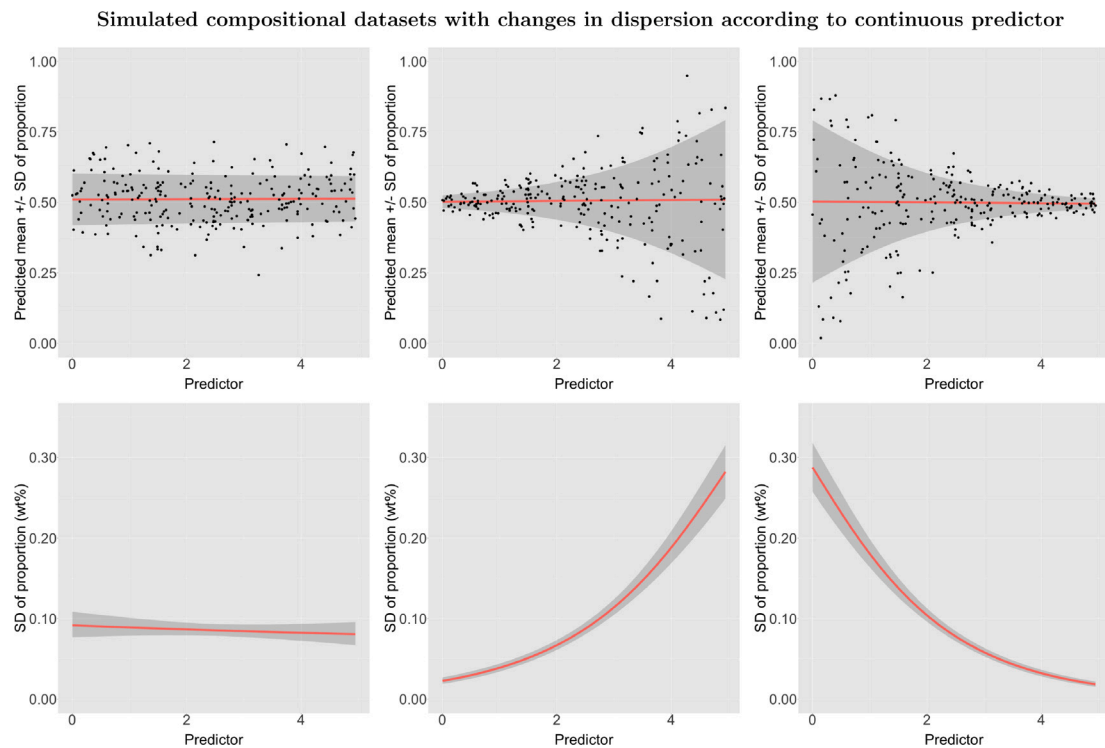 Simulated compositional datasets with changes in dispersion according to continuous predictor
Predicted mean +/- SD of proportion
1.00
0.75
0.50
0.25
0.00
0 2 4
Predictor
Predicted mean +/- SD of proportion
1.00
0.75
0.50
0.25
0.00
0 2 4
Predictor
Predicted mean +/- SD of proportion
1.00
0.75
0.50
0.25
0.00
0 2 4
Predictor
SD of proportion (wt%)
0.30
0.20
0.10
0.00
0 2 4
Predictor
SD of proportion (wt%)
0.30
0.20
0.10
0.00
0 2 4
Predictor
SD of proportion (wt%)
0.30
0.20
0.10
0.00
0 2 4
Predictor